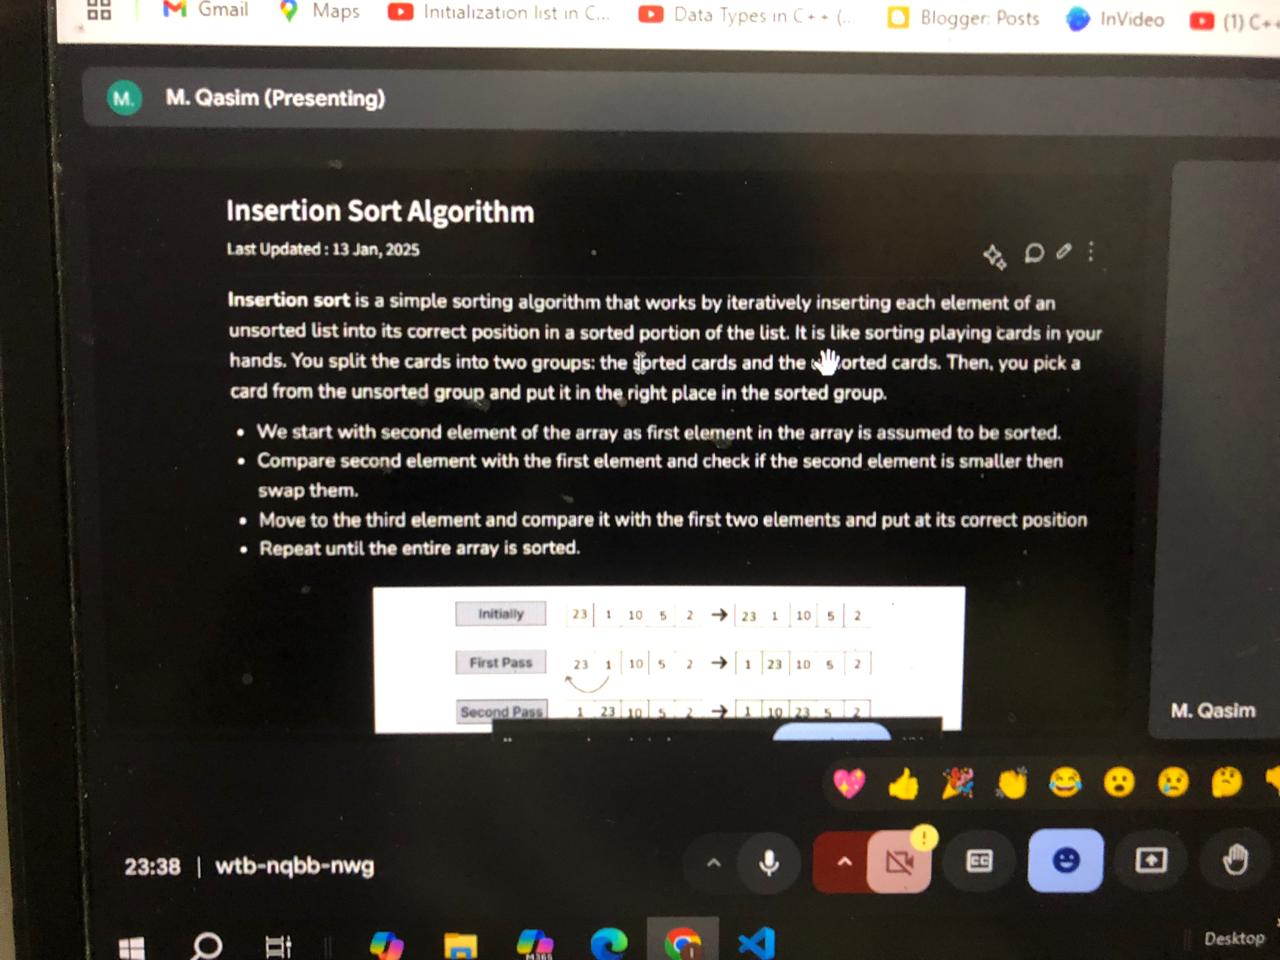 Gmail Maps Initialization list in C... Data Types in C++ (... Blogger: Posts InVideo (1) C++
M. M. Qasim (Presenting)
Insertion Sort Algorithm
Last Updated : 13 Jan, 2025
Insertion sort is a simple sorting algorithm that works by iteratively inserting each element of an
unsorted list into its correct position in a sorted portion of the list. It is like sorting playing cards in your
hands. You split the cards into two groups: the sorted cards and the unsorted cards. Then, you pick a
card from the unsorted group and put it in the right place in the sorted group.
• We start with second element of the array as first element in the array is assumed to be sorted.
• Compare second element with the first element and check if the second element is smaller then
swap them.
• Move to the third element and compare it with the first two elements and put at its correct position
• Repeat until the entire array is sorted.
Initially 23 1 10 5 2 → 23 1 10 5 2
First Pass 23 1 10 5 2 → 1 23 10 5 2
Second Pass 1 23 10 5 2 → 1 10 23 5 2
M. Qasim
23:38 | wtb-nqbb-nwg
CC
M365
Desktop